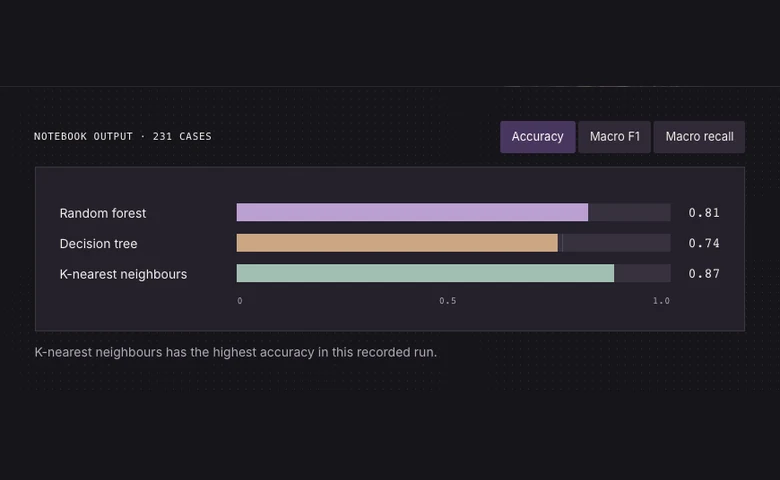 NOTEBOOK OUTPUT · 231 CASES
Accuracy
Macro F1
Macro recall
Random forest 0.81
Decision tree 0.74
K-nearest neighbours 0.87
0 0.5 1.0
K-nearest neighbours has the highest accuracy in this recorded run.